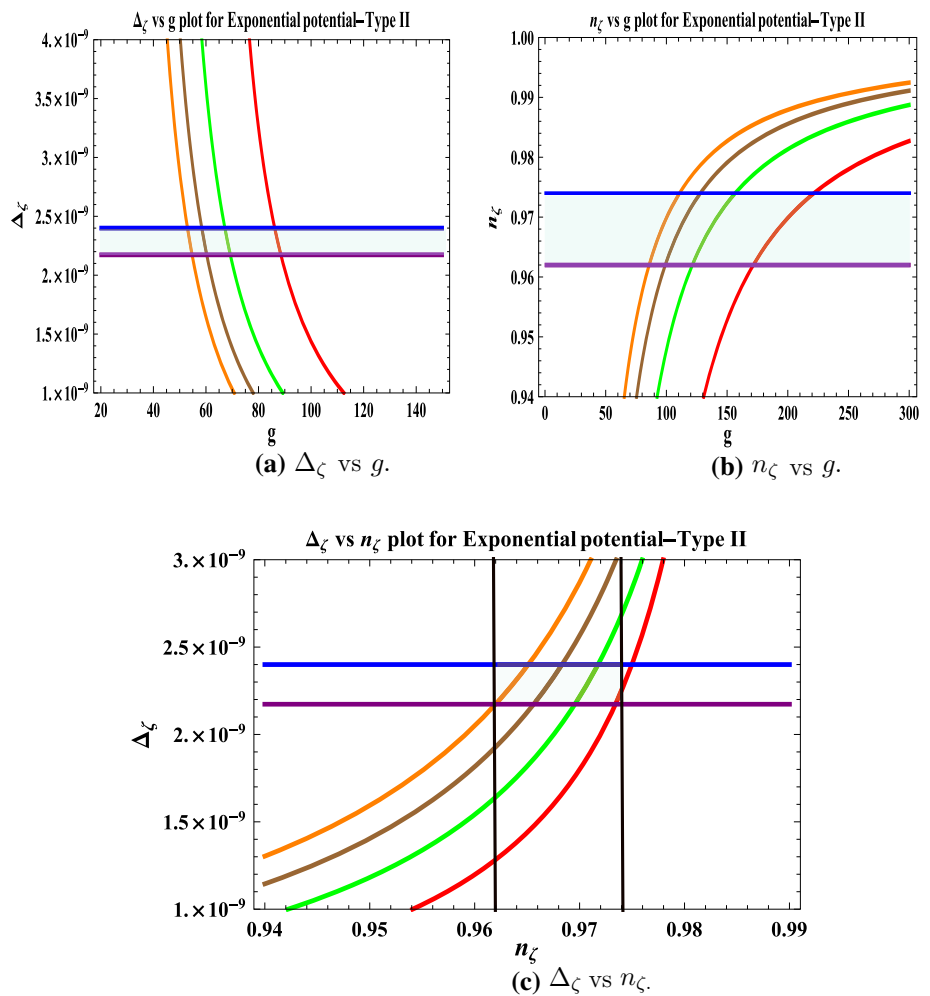 Δζ vs g plot for Exponential potential–Type II
4.×10⁻⁹
3.5×10⁻⁹
3.×10⁻⁹
2.5×10⁻⁹
2.×10⁻⁹
1.5×10⁻⁹
1.×10⁻⁹
Δζ
20 40 60 80 100 120 140
g
(a) Δζ vs g.
nζ vs g plot for Exponential potential–Type II
1.00
0.99
0.98
0.97
0.96
0.95
0.94
nζ
0 50 100 150 200 250 300
g
(b) nζ vs g.
Δζ vs nζ plot for Exponential potential–Type II
3.×10⁻⁹
2.5×10⁻⁹
2.×10⁻⁹
1.5×10⁻⁹
1.×10⁻⁹
Δζ
0.94 0.95 0.96 0.97 0.98 0.99
nζ
(c) Δζ vs nζ.